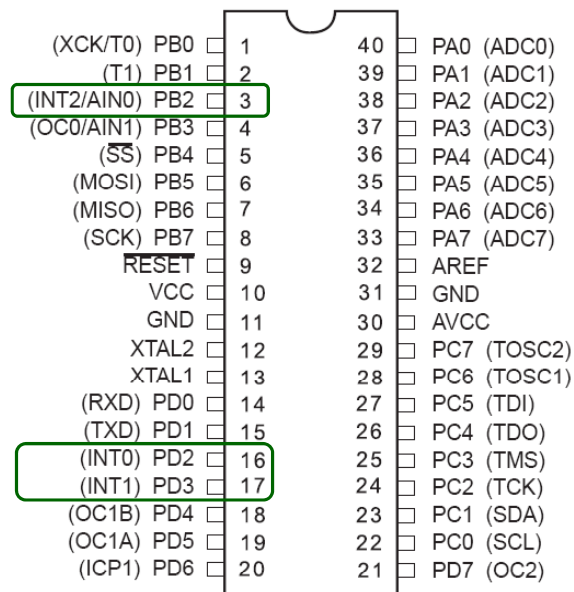 (XCK/T0) PB0 1 40 PA0 (ADC0)
(T1) PB1 2 39 PA1 (ADC1)
(INT2/AIN0) PB2 3 38 PA2 (ADC2)
(OC0/AIN1) PB3 4 37 PA3 (ADC3)
(SS) PB4 5 36 PA4 (ADC4)
(MOSI) PB5 6 35 PA5 (ADC5)
(MISO) PB6 7 34 PA6 (ADC6)
(SCK) PB7 8 33 PA7 (ADC7)
RESET 9 32 AREF
VCC 10 31 GND
GND 11 30 AVCC
XTAL2 12 29 PC7 (TOSC2)
XTAL1 13 28 PC6 (TOSC1)
(RXD) PD0 14 27 PC5 (TDI)
(TXD) PD1 15 26 PC4 (TDO)
(INT0) PD2 16 25 PC3 (TMS)
(INT1) PD3 17 24 PC2 (TCK)
(OC1B) PD4 18 23 PC1 (SDA)
(OC1A) PD5 19 22 PC0 (SCL)
(ICP1) PD6 20 21 PD7 (OC2)